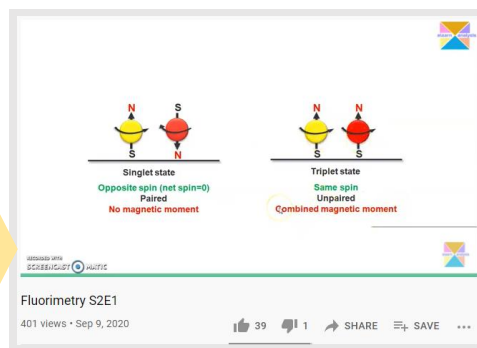 N S N N
S N S S
Singlet state Triplet state
Opposite spin (net spin=0) Same spin
Paired Unpaired
No magnetic moment Combined magnetic moment
RECORDED WITH
SCREENCAST MATIC
Fluorimetry S2E1
401 views • Sep 9, 2020 39 1 SHARE SAVE